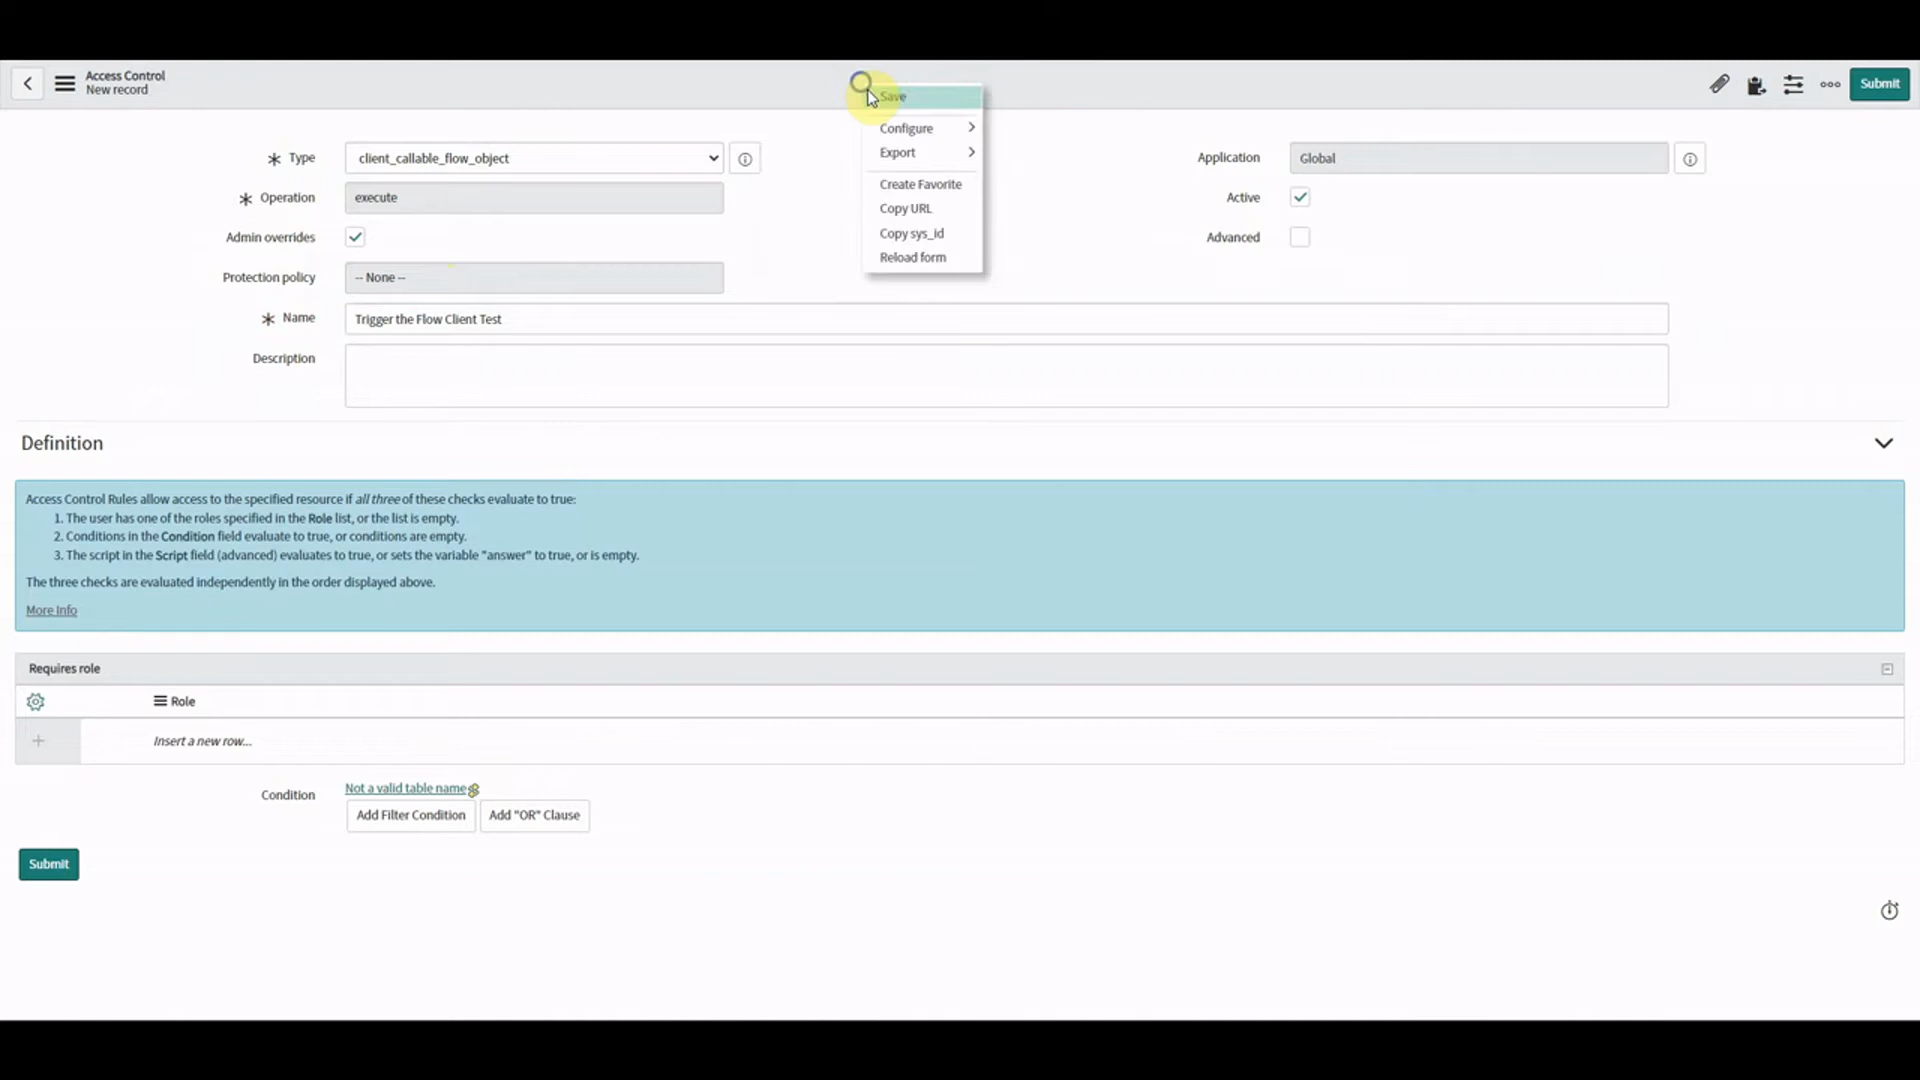 Access Control
New record
Save
Submit
Configure
Export
Create Favorite
Copy URL
Copy sys_id
Reload form
Type
client_callable_flow_object
Application
Global
Operation
execute
Active
Admin overrides
Advanced
Protection policy
-- None --
Name
Trigger the Flow Client Test
Description
Definition
Access Control Rules allow access to the specified resource if all three of these checks evaluate to true:
1. The user has one of the roles specified in the Role list, or the list is empty.
2. Conditions in the Condition field evaluate to true, or conditions are empty.
3. The script in the Script field (advanced) evaluates to true, or sets the variable "answer" to true, or is empty.
The three checks are evaluated independently in the order displayed above.
More Info
Requires role
Role
Insert a new row...
Condition
Not a valid table name
Add Filter Condition
Add "OR" Clause
Submit